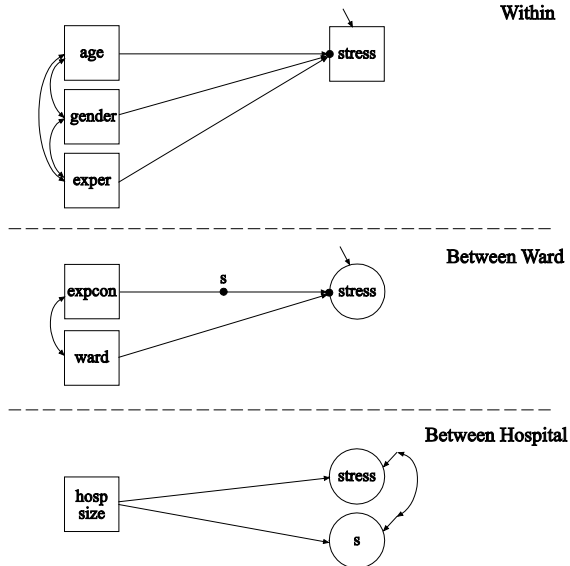 Within
age
stress
gender
exper
Between Ward
s
expcon
stress
ward
Between Hospital
stress
hosp
size
s